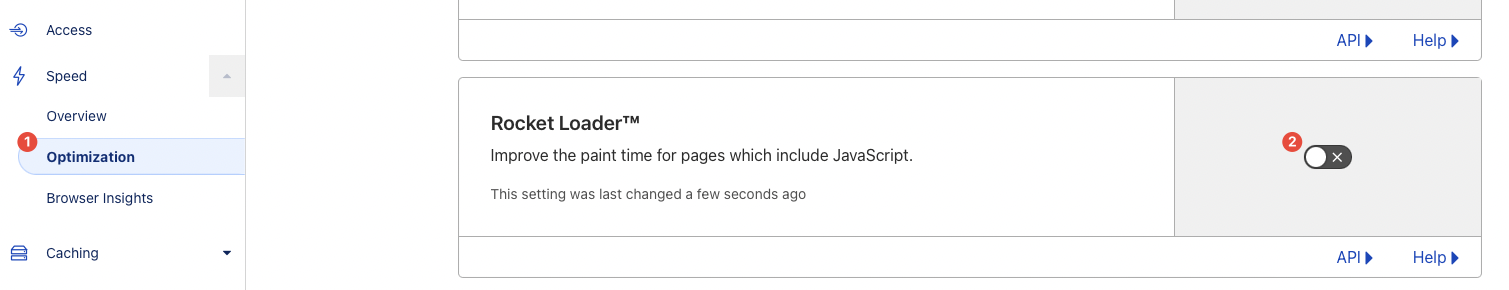 Access
Speed
Overview
1
Optimization
Browser Insights
Caching
API
Help
Rocket Loader™
Improve the paint time for pages which include JavaScript.
This setting was last changed a few seconds ago
2
API
Help